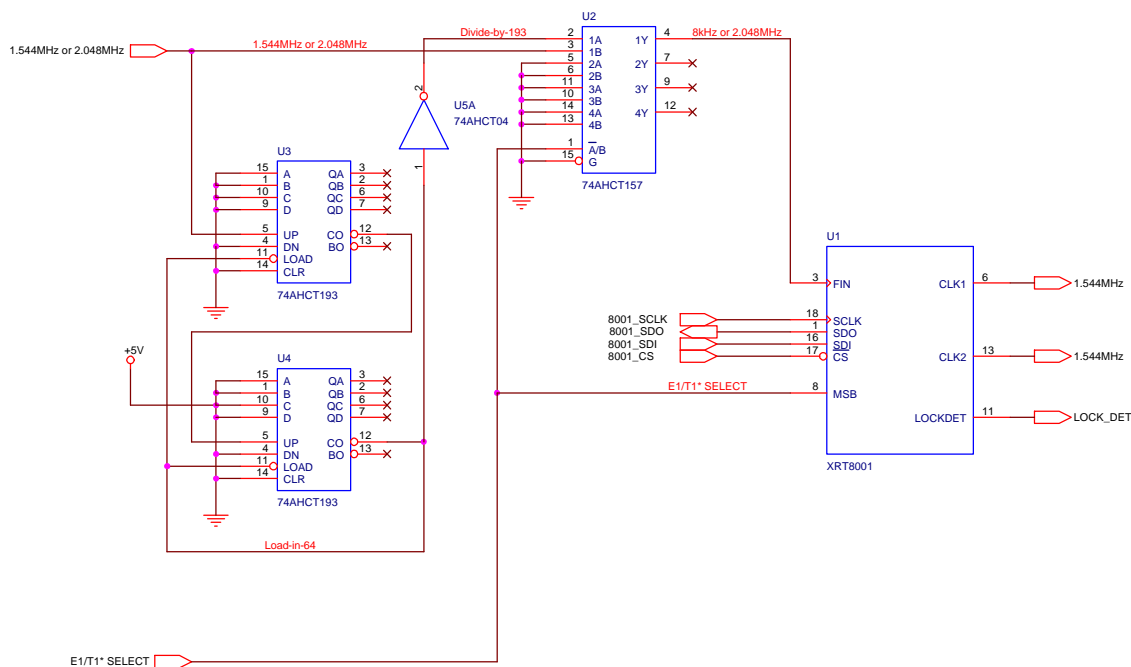 1.544MHz or 2.048MHz
1.544MHz or 2.048MHz
Divide-by-193
2
U5A
74AHCT04
1
U2
2 1A 1Y 4
3 1B
5 2A 2Y 7
6 2B
11 3A 3Y 9
10 3B
14 4A 4Y 12
13 4B
1 A/B
15 G
74AHCT157
8kHz or 2.048MHz
U3
15 A QA 3
1 B QB 2
10 C QC 6
9 D QD 7
5 UP CO 12
4 DN BO 13
11 LOAD
14 CLR
74AHCT193
+5V
U4
15 A QA 3
1 B QB 2
10 C QC 6
9 D QD 7
5 UP CO 12
4 DN BO 13
11 LOAD
14 CLR
74AHCT193
Load-in-64
E1/T1* SELECT
U1
3 FIN CLK1 6 1.544MHz
8001_SCLK 18 SCLK
8001_SDO 1 SDO
8001_SDI 16 SDI
8001_CS 17 CS
CLK2 13 1.544MHz
E1/T1* SELECT 8 MSB
LOCKDET 11 LOCK_DET
XRT8001